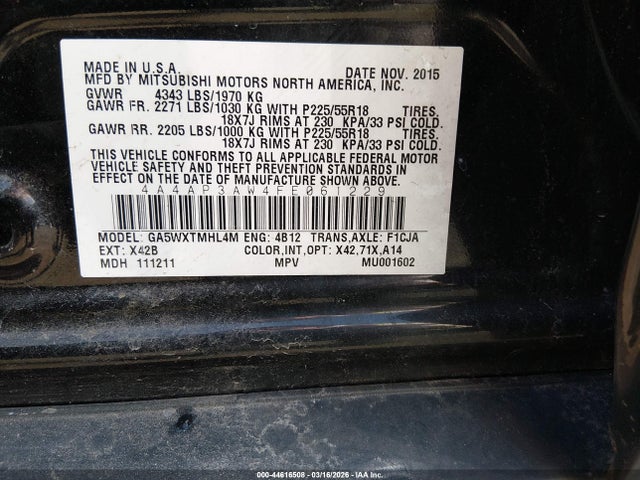 MADE IN U.S.A. DATE NOV. 2015
MFD BY MITSUBISHI MOTORS NORTH AMERICA, INC.
GVWR 4343 LBS/1970 KG
GAWR FR. 2271 LBS/1030 KG WITH P225/55R18 TIRES.
18X7J RIMS AT 230 KPA/33 PSI COLD.
GAWR RR. 2205 LBS/1000 KG WITH P225/55R18 TIRES.
18X7J RIMS AT 230 KPA/33 PSI COLD.
THIS VEHICLE CONFORMS TO ALL APPLICABLE FEDERAL MOTOR
VEHICLE SAFETY AND THEFT PREVENTION STANDARDS IN
EFFECT ON THE DATE OF MANUFACTURE SHOWN ABOVE.
4A4AP3AW4FE061229
MODEL: GA5WXTMHL4M ENG: 4B12 TRANS,AXLE: F1CJA
EXT: X42B COLOR,INT,OPT: X42,71X,A14
MDH 111211 MPV MU001602
000-44616508 - 03/16/2026 - IAA Inc.